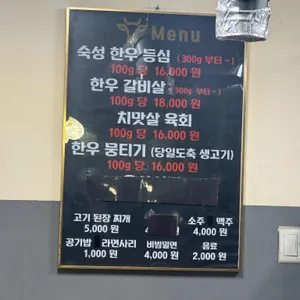 Menu
숙성 한우 등심 (300g 부터~)
100g 당 16,000 원
한우 갈비살 (300g 부터~)
100g 당 18,000 원
치맛살 육회
100g 당 16,000 원
한우 뭉티기 (당일도축 생고기)
100g 당 16,000 원
고기 된장 찌개
5,000 원
소주 맥주
4,000 원
공기밥 라면사리
1,000 원
비빔밀면
4,000 원
음료
2,000 원